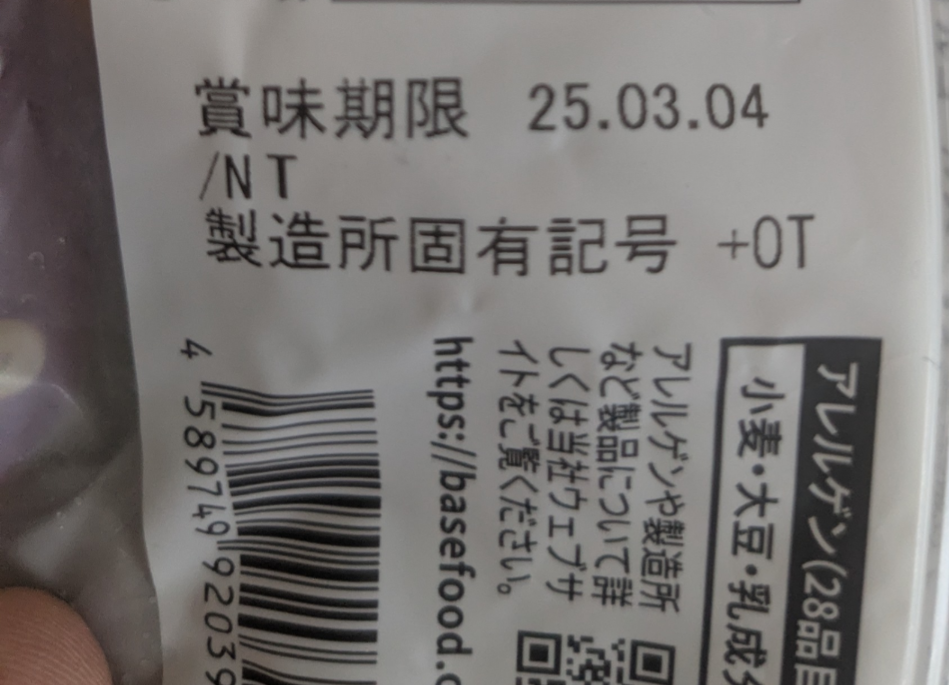 賞味期限 25.03.04
/NT
製造所固有記号 +OT
アレルゲン(28品目
小麦・大豆・乳成分
アレルゲンや製造所
など製品について詳
しくは当社ウェブサ
イトをご覧ください。
https://basefood.c
4 589749 92039